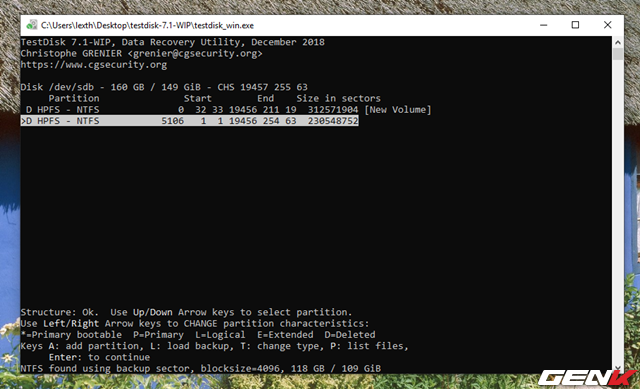 C:\Users\lexth\Desktop\testdisk-7.1-WIP\testdisk_win.exe
TestDisk 7.1-WIP, Data Recovery Utility, December 2018
Christophe GRENIER <grenier@cgsecurity.org>
https://www.cgsecurity.org
Disk /dev/sdb - 160 GB / 149 GiB - CHS 19457 255 63
Partition Start End Size in sectors
D HPFS - NTFS 0 32 33 19456 211 19 312571904 [New Volume]
>D HPFS - NTFS 5106 1 1 19456 254 63 230548752
Structure: Ok. Use Up/Down Arrow keys to select partition.
Use Left/Right Arrow keys to CHANGE partition characteristics:
*=Primary bootable P=Primary L=Logical E=Extended D=Deleted
Keys A: add partition, L: load backup, T: change type, P: list files,
Enter: to continue
NTFS found using backup sector, blocksize=4096, 118 GB / 109 GiB
GENK